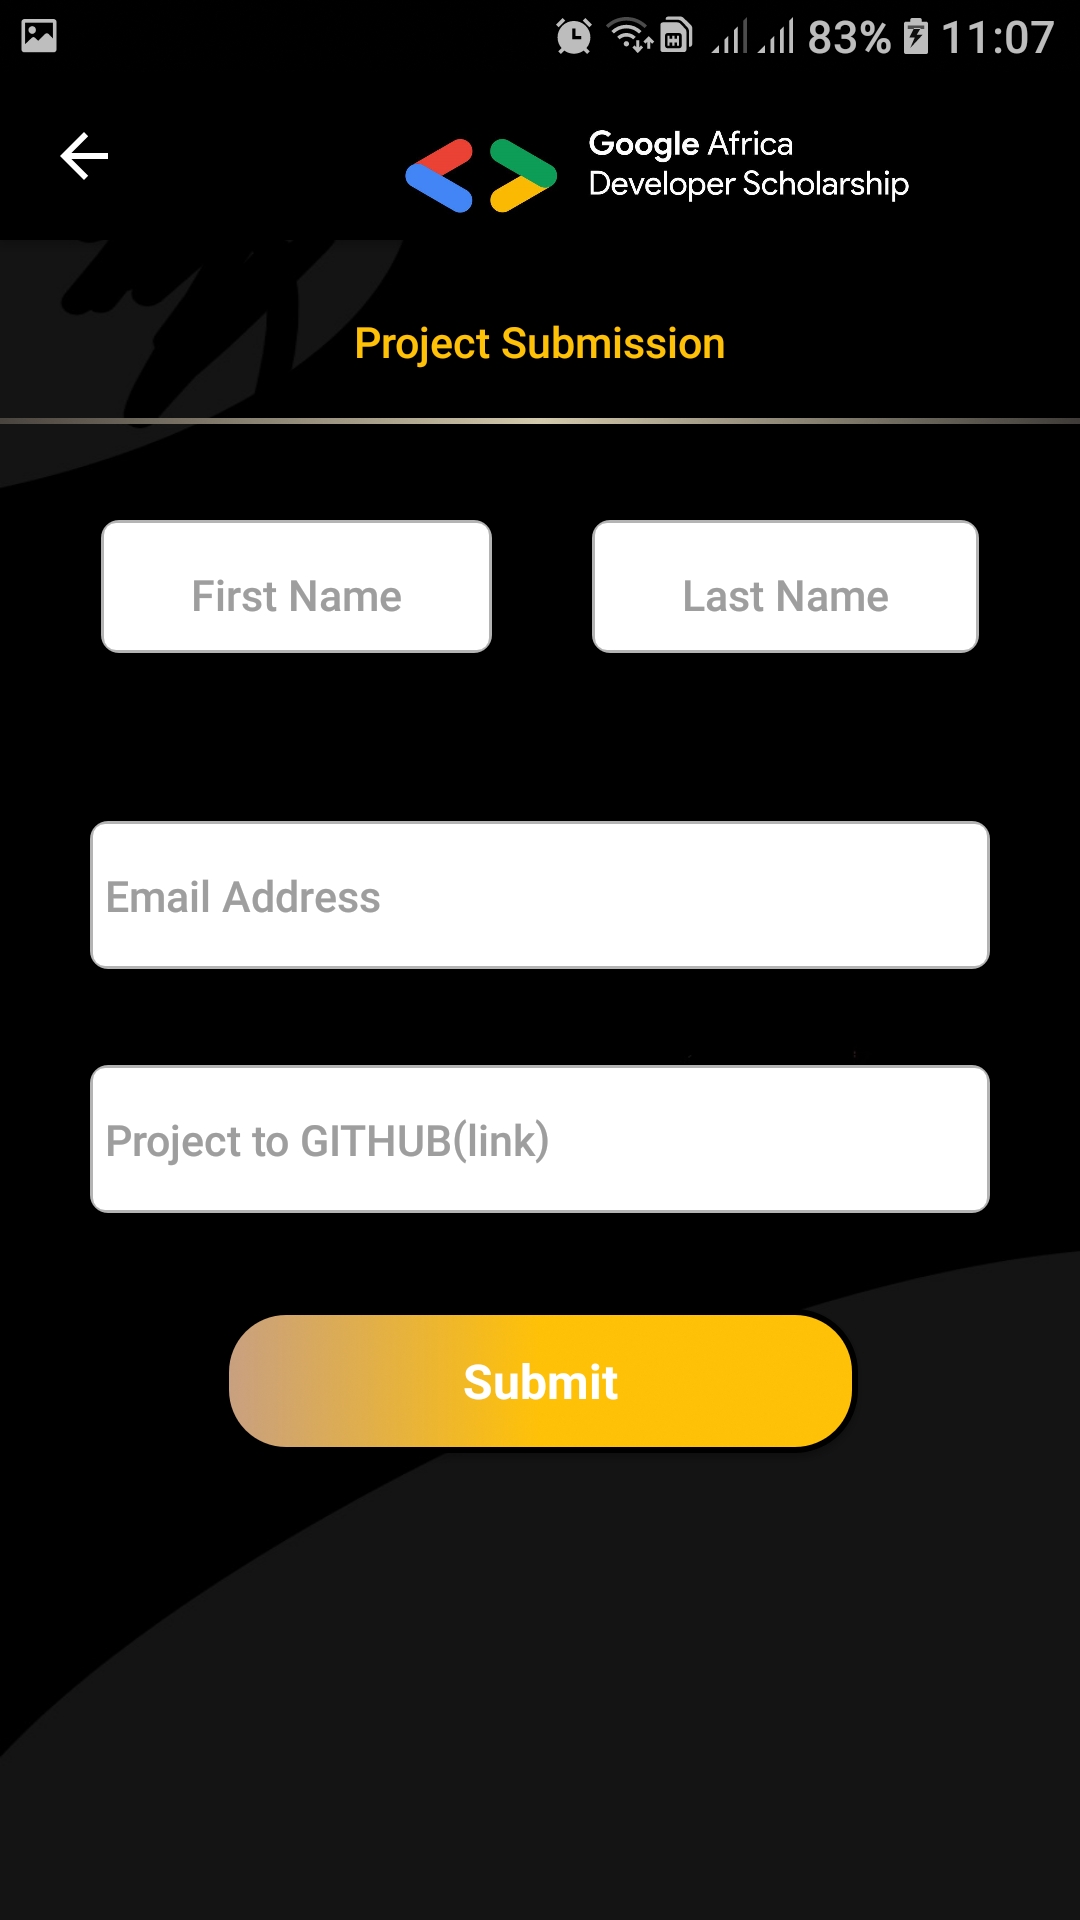 83% 11:07
Google Africa
Developer Scholarship
Project Submission
First Name
Last Name
Email Address
Project to GITHUB(link)
Submit